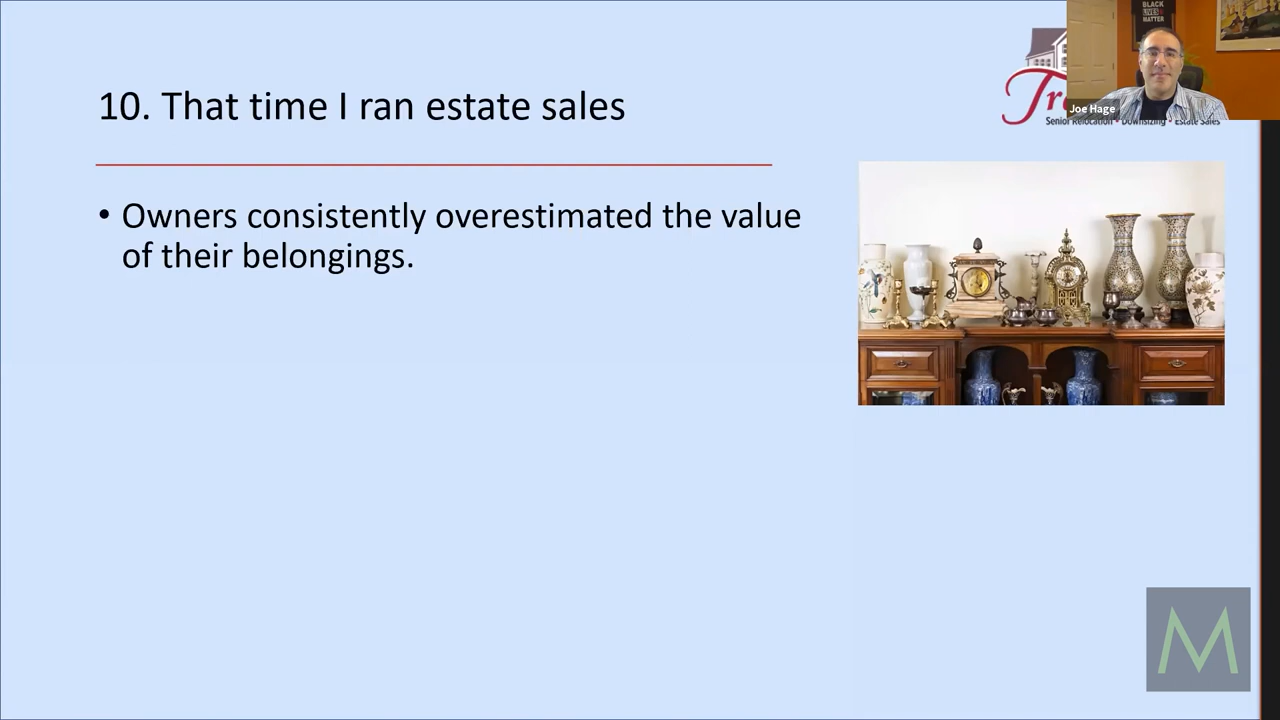 BLACK
LIVES
MATTER
10. That time I ran estate sales
Joe Hage
Senior Relocation • Downsizing • Estate Sales
• Owners consistently overestimated the value
of their belongings.
M